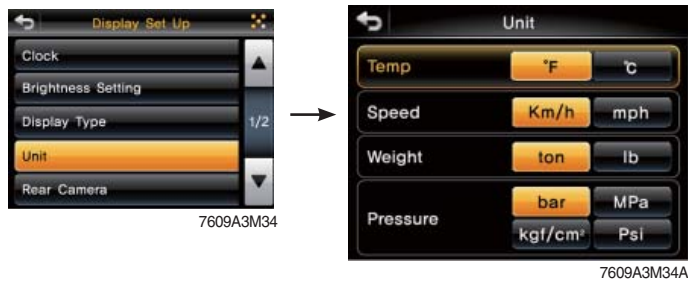 Display Set Up
Clock
Brightness Setting
Display Type
1/2
Unit
Rear Camera
7609A3M34
Unit
Temp °F ℃
Speed Km/h mph
Weight ton lb
Pressure bar MPa
kgf/cm² Psi
7609A3M34A